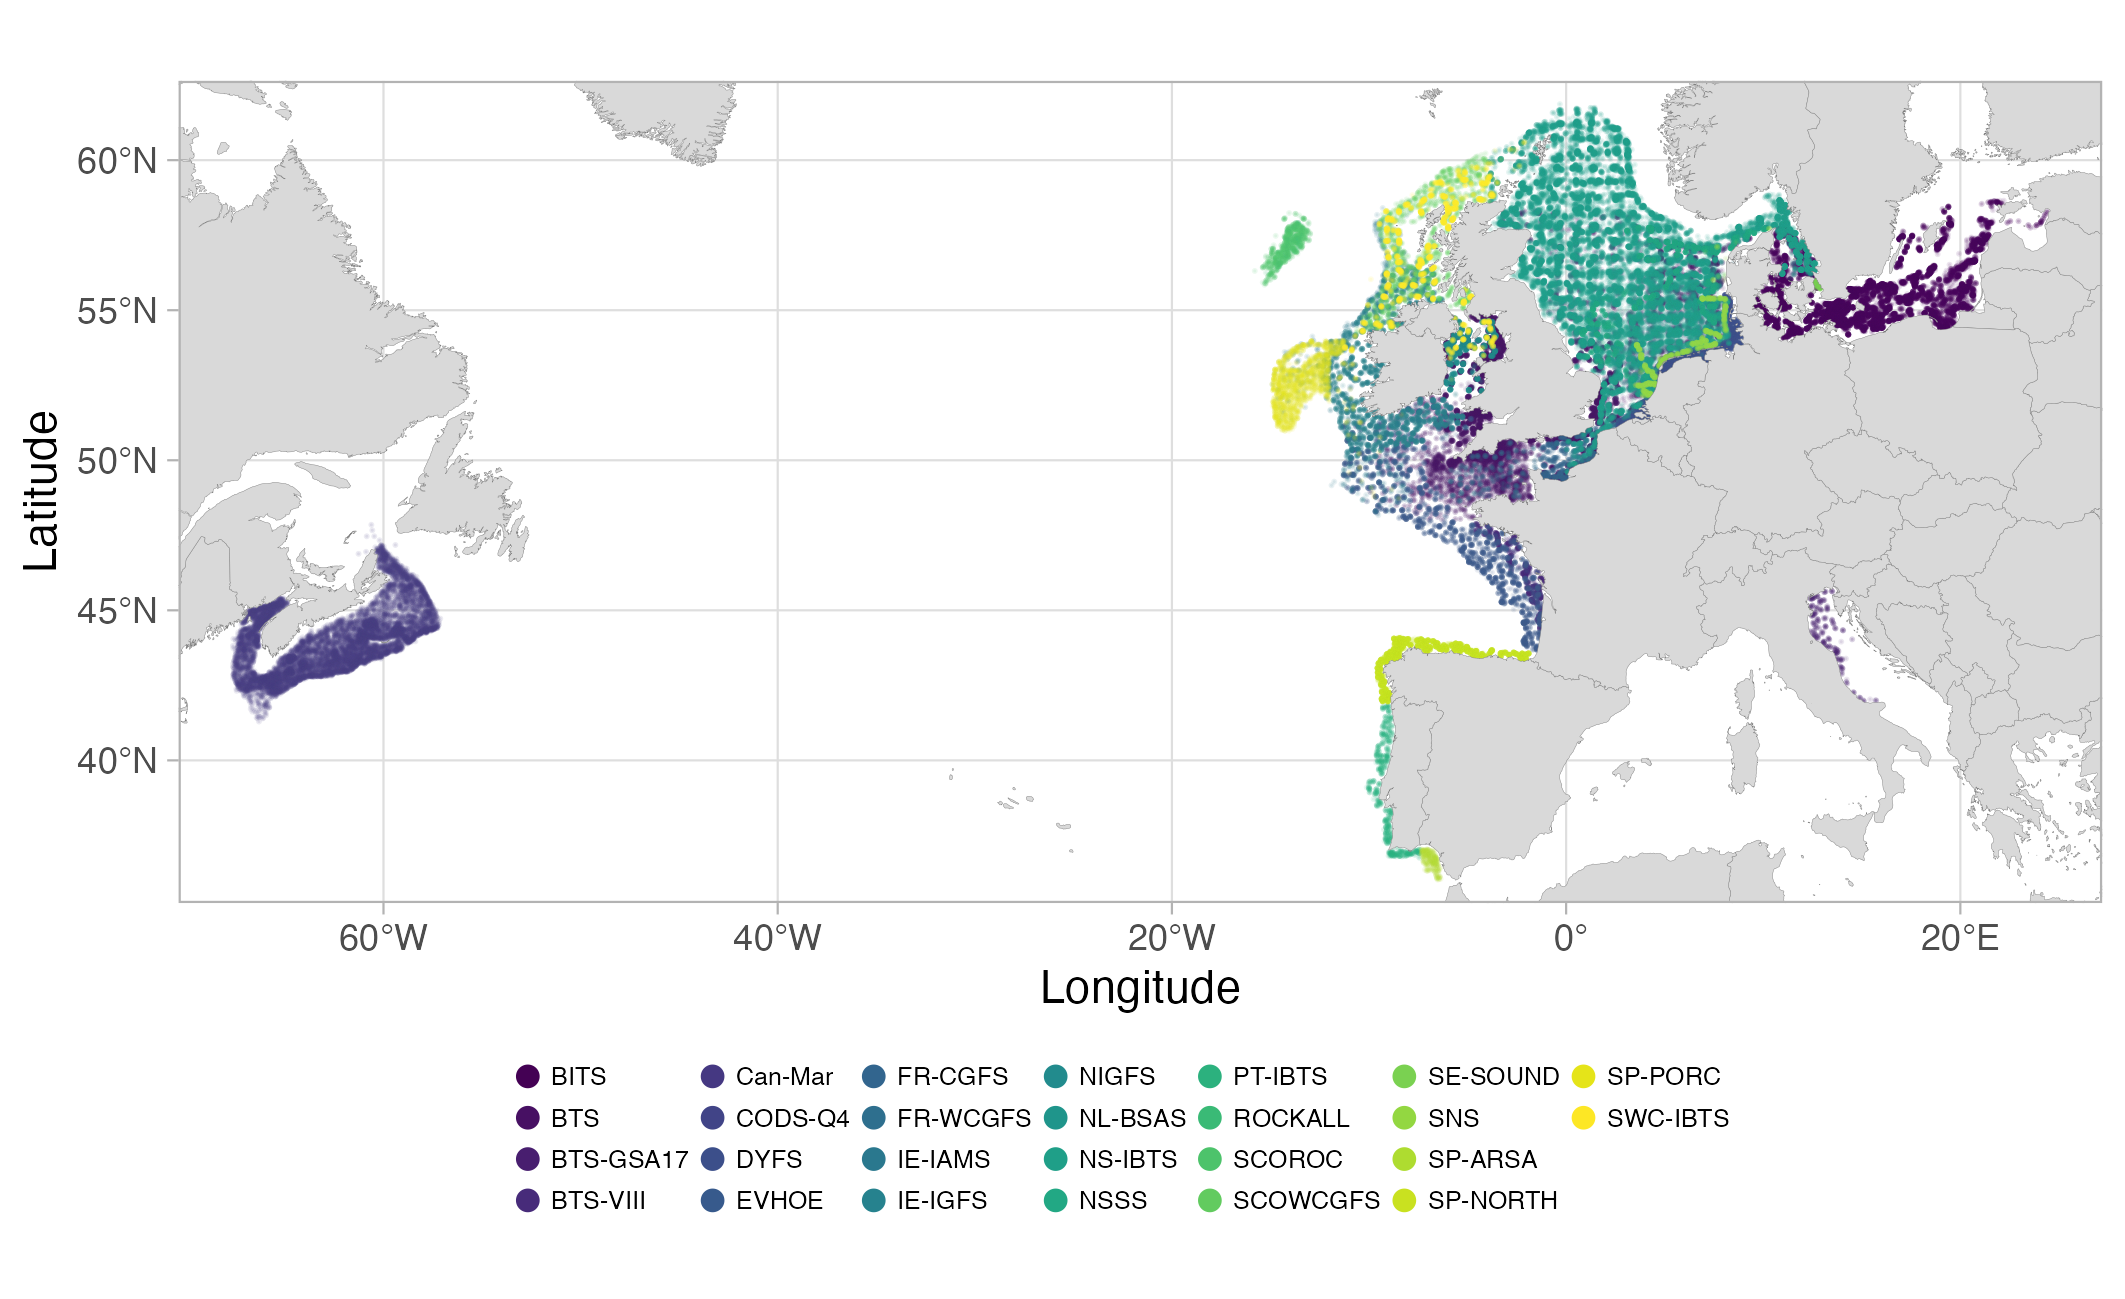 60°N
55°N
50°N
45°N
40°N
Latitude
60°W 40°W 20°W 0° 20°E
Longitude
BITS Can-Mar FR-CGFS NIGFS PT-IBTS SE-SOUND SP-PORC
BTS CODS-Q4 FR-WCGFS NL-BSAS ROCKALL SNS SWC-IBTS
BTS-GSA17 DYFS IE-IAMS NS-IBTS SCOROC SP-ARSA
BTS-VIII EVHOE IE-IGFS NSSS SCOWCGFS SP-NORTH